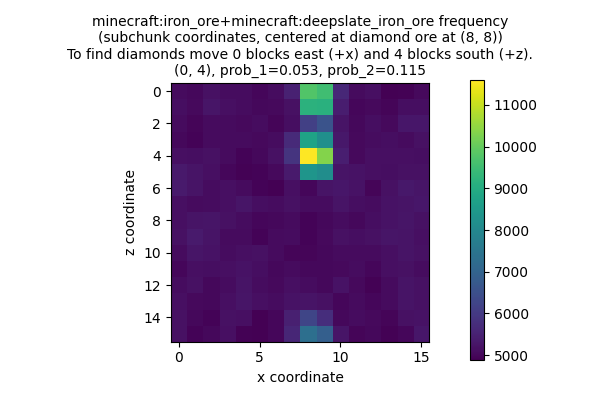 minecraft:iron_ore+minecraft:deepslate_iron_ore frequency
(subchunk coordinates, centered at diamond ore at (8, 8))
To find diamonds move 0 blocks east (+x) and 4 blocks south (+z).
(0, 4), prob_1=0.053, prob_2=0.115
0
2
4
6
8
10
12
14
z coordinate
0 5 10 15
x coordinate
11000
10000
9000
8000
7000
6000
5000